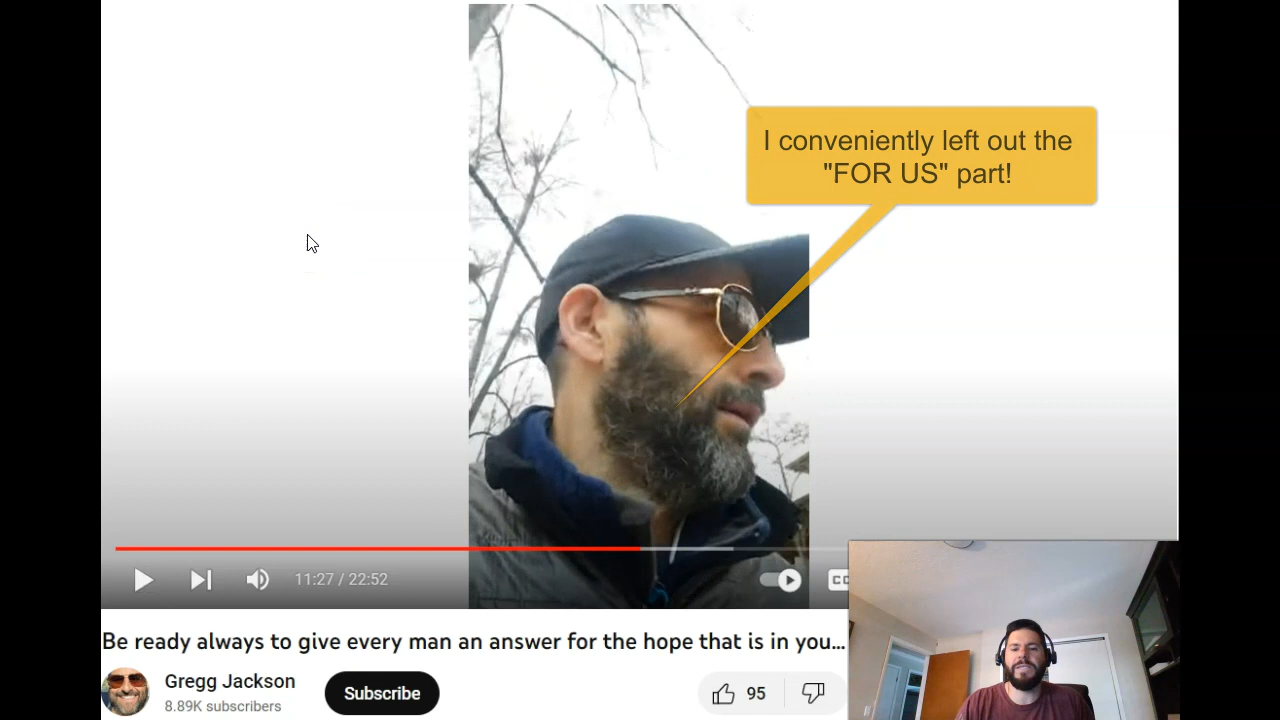 I conveniently left out the
"FOR US" part!
11:27 / 22:52
CC
Be ready always to give every man an answer for the hope that is in you...
Gregg Jackson
8.89K subscribers
Subscribe
95